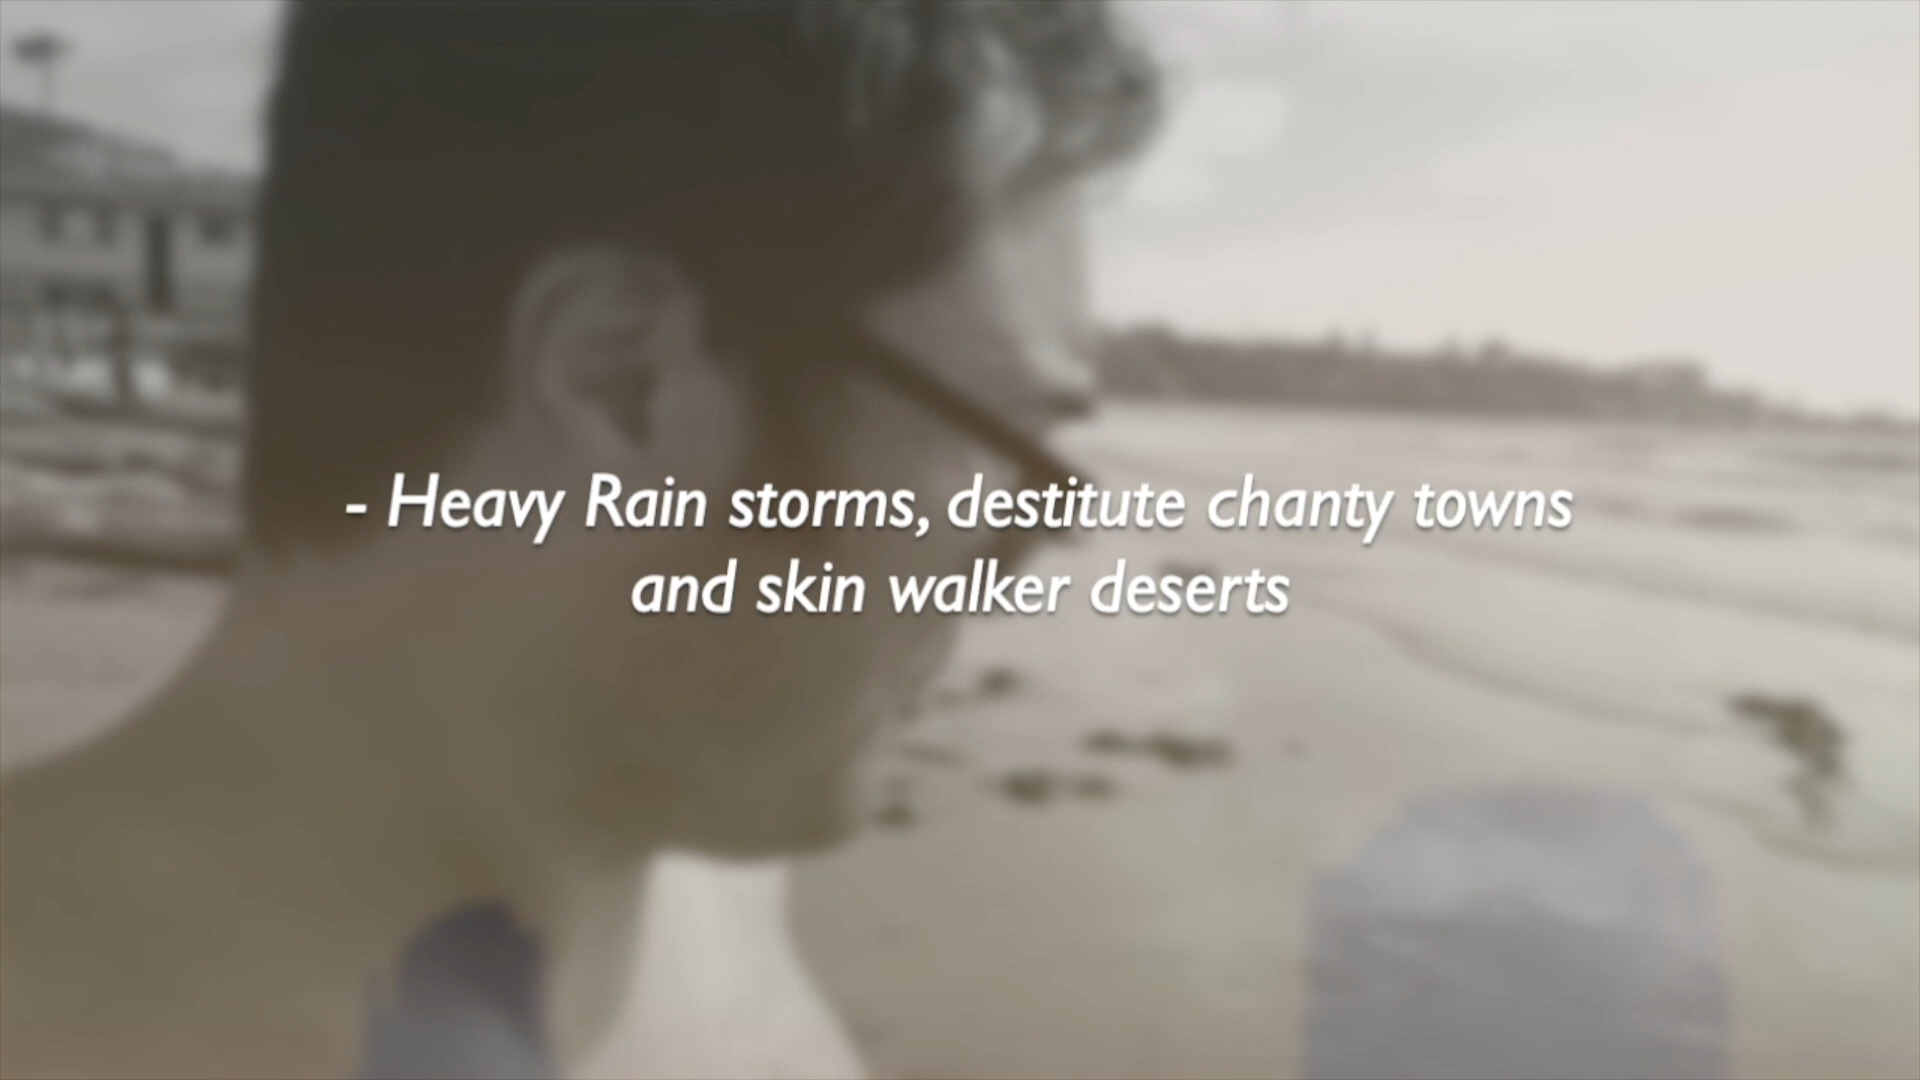 - Heavy Rain storms, destitute chanty towns
and skin walker deserts